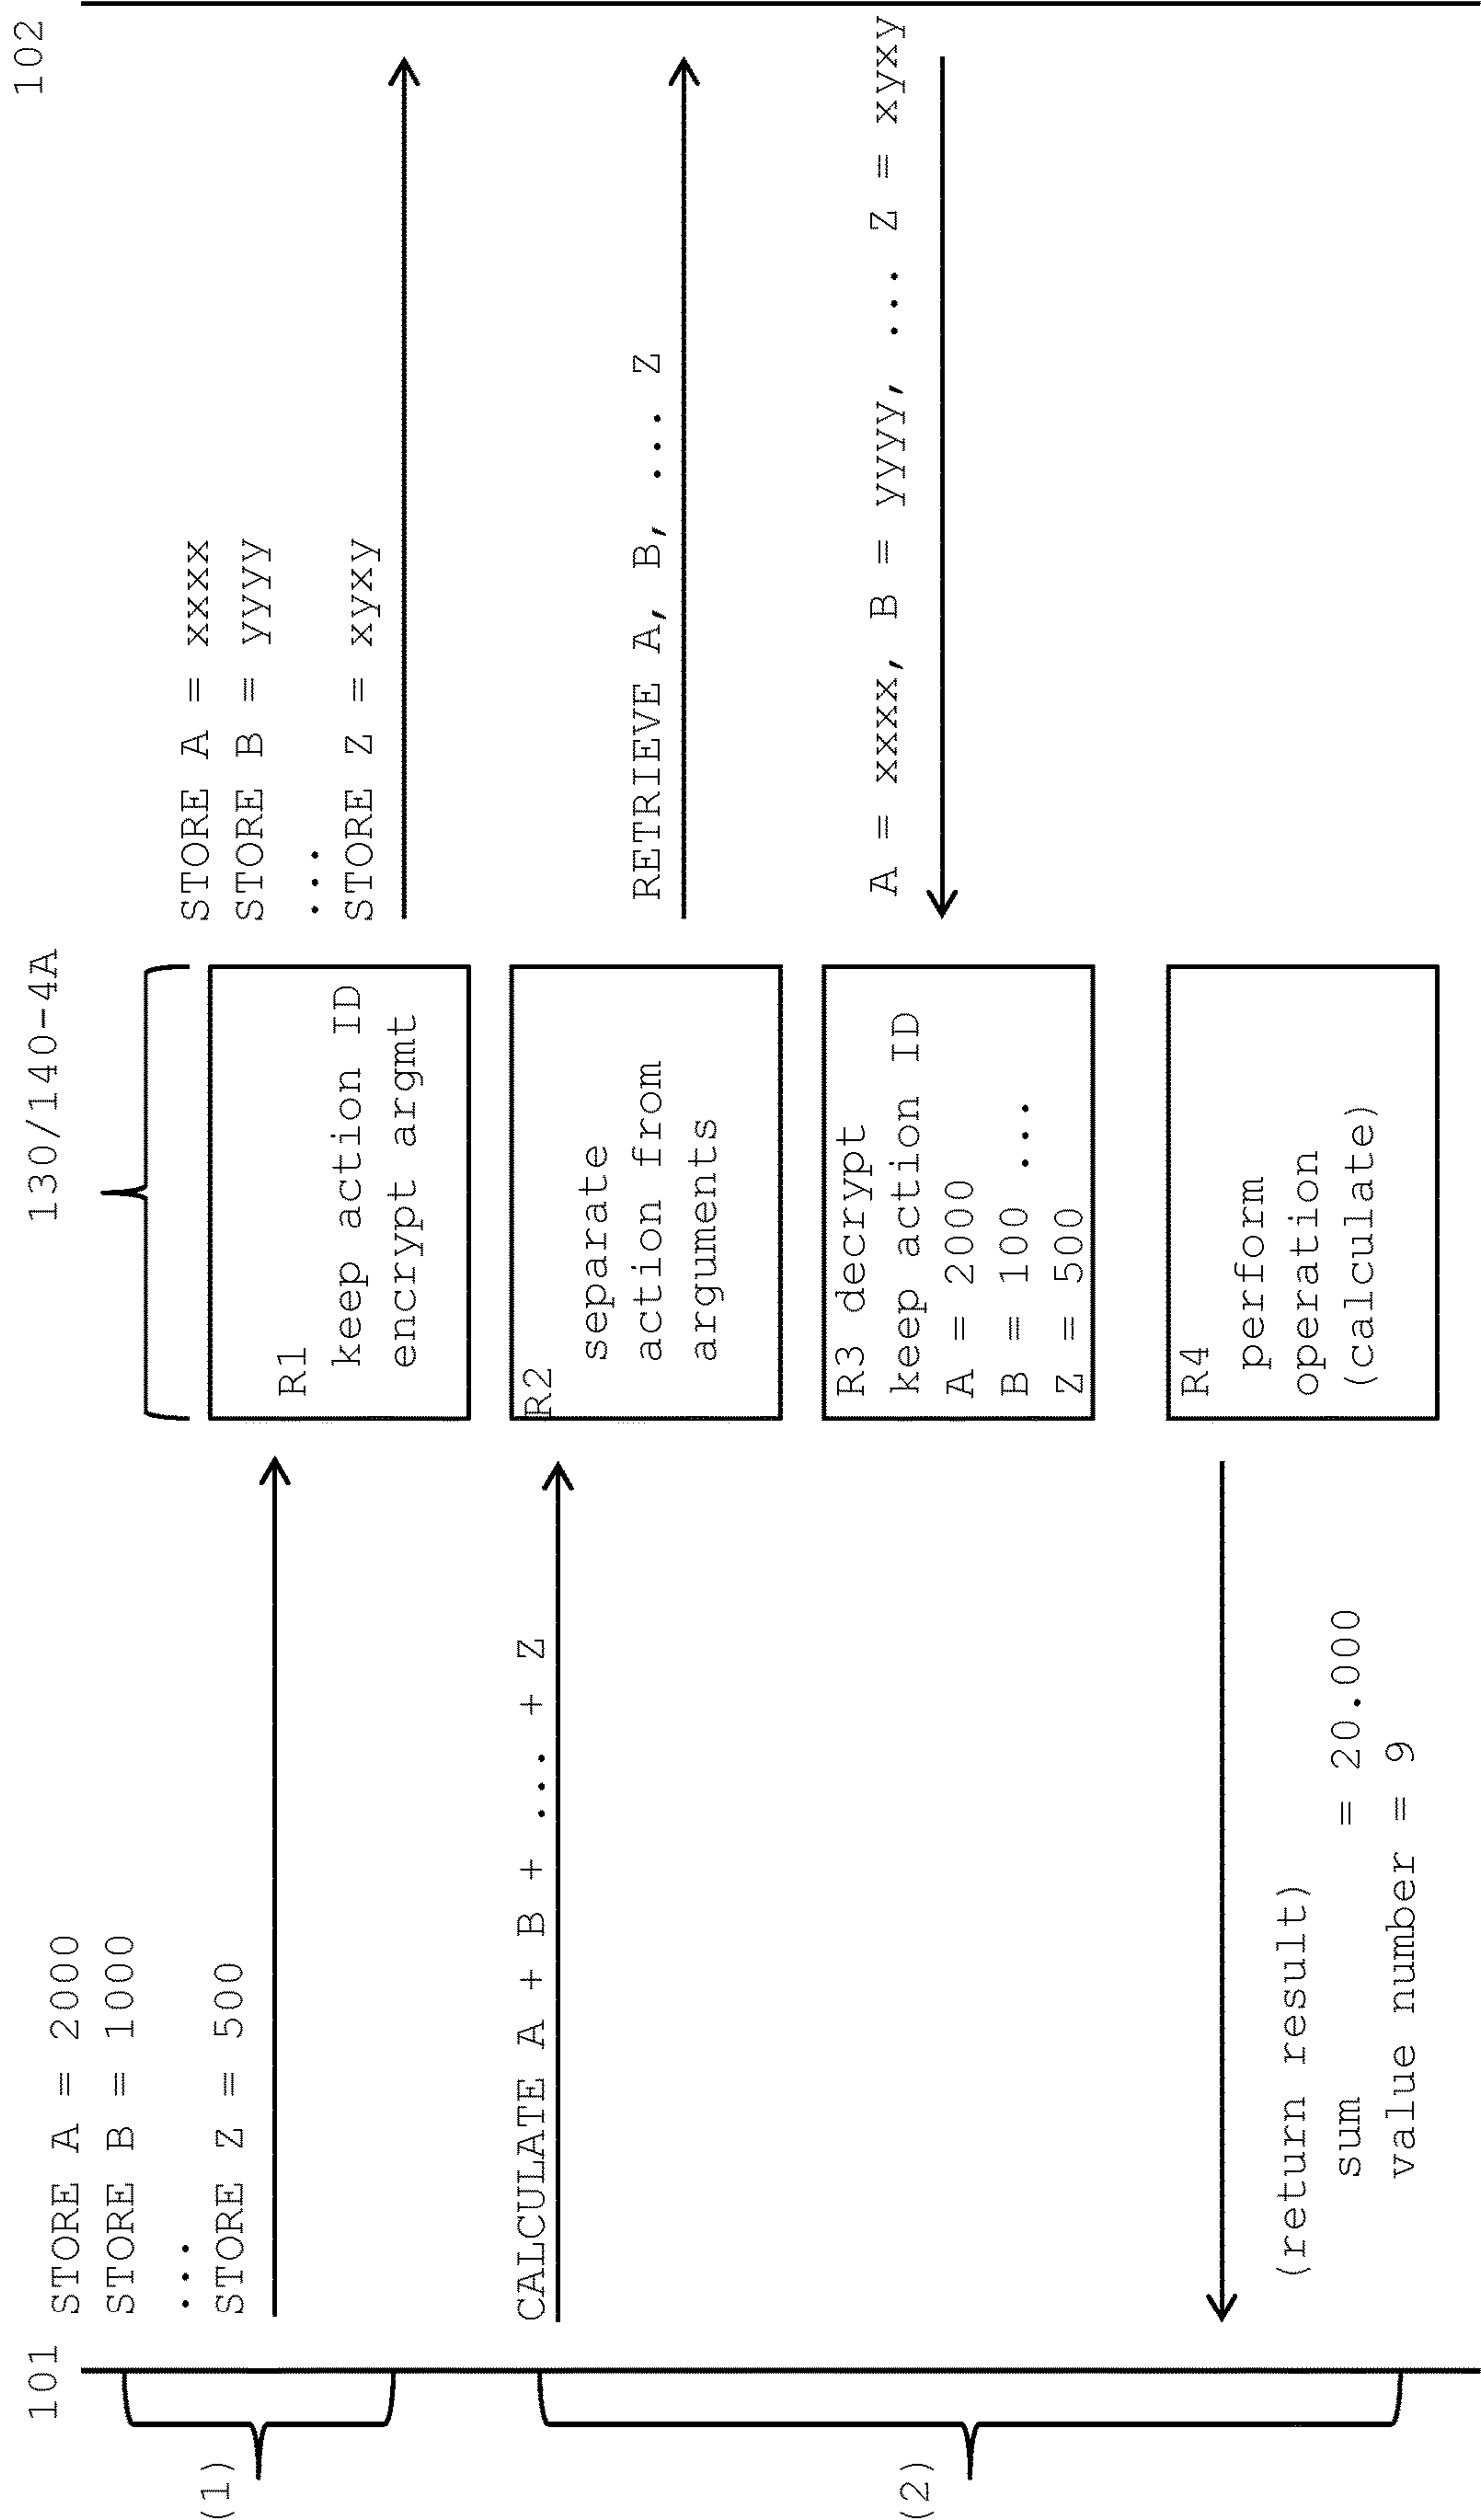 101
130/140-4A
102
(1)
STORE A = 2000
STORE B = 1000
...
STORE Z = 500
R1
keep action ID
encrypt argmt
STORE A = xxxx
STORE B = yyyy
...
STORE Z = xyxy
(2)
CALCULATE A + B + ... + Z
R2
separate
action from
arguments
RETRIEVE A, B, ... Z
A = xxxx, B = yyyy, ... Z = xyxy
R3 decrypt
keep action ID
A = 2000
B = 100 ...
Z = 500
R4
perform
operation
(calculate)
(return result)
sum = 20.000
value number = 9